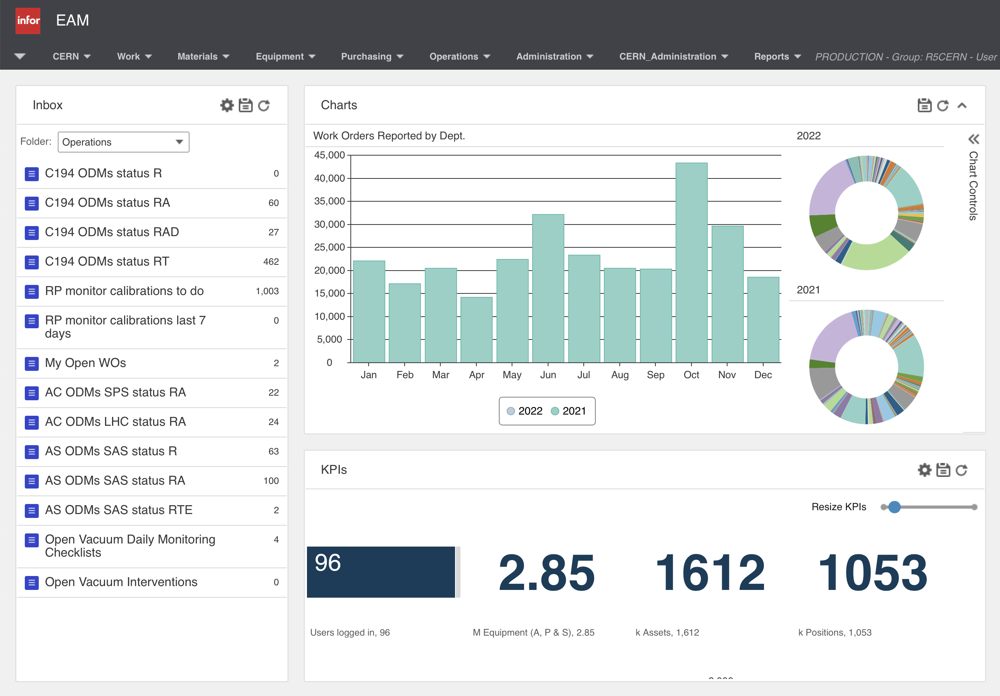 infor EAM
CERN Work Materials Equipment Purchasing Operations Administration CERN_Administration Reports PRODUCTION - Group: R5CERN - User
Inbox
Folder: Operations
C194 ODMs status R 0
C194 ODMs status RA 60
C194 ODMs status RAD 27
C194 ODMs status RT 462
RP monitor calibrations to do 1,003
RP monitor calibrations last 7 0
days
My Open WOs 2
AC ODMs SPS status RA 22
AC ODMs LHC status RA 24
AS ODMs SAS status R 63
AS ODMs SAS status RA 100
AS ODMs SAS status RTE 2
Open Vacuum Daily Monitoring 4
Checklists
Open Vacuum Interventions 0
Charts
Work Orders Reported by Dept.
45,000
40,000
35,000
30,000
25,000
20,000
15,000
10,000
5,000
0
Jan Feb Mar Apr May Jun Jul Aug Sep Oct Nov Dec
2022 2021
2022
2021
Chart Controls
KPIs
Resize KPIs
96 2.85 1612 1053
Users logged in, 96 M Equipment (A, P & S), 2.85 k Assets, 1,612 k Positions, 1,053